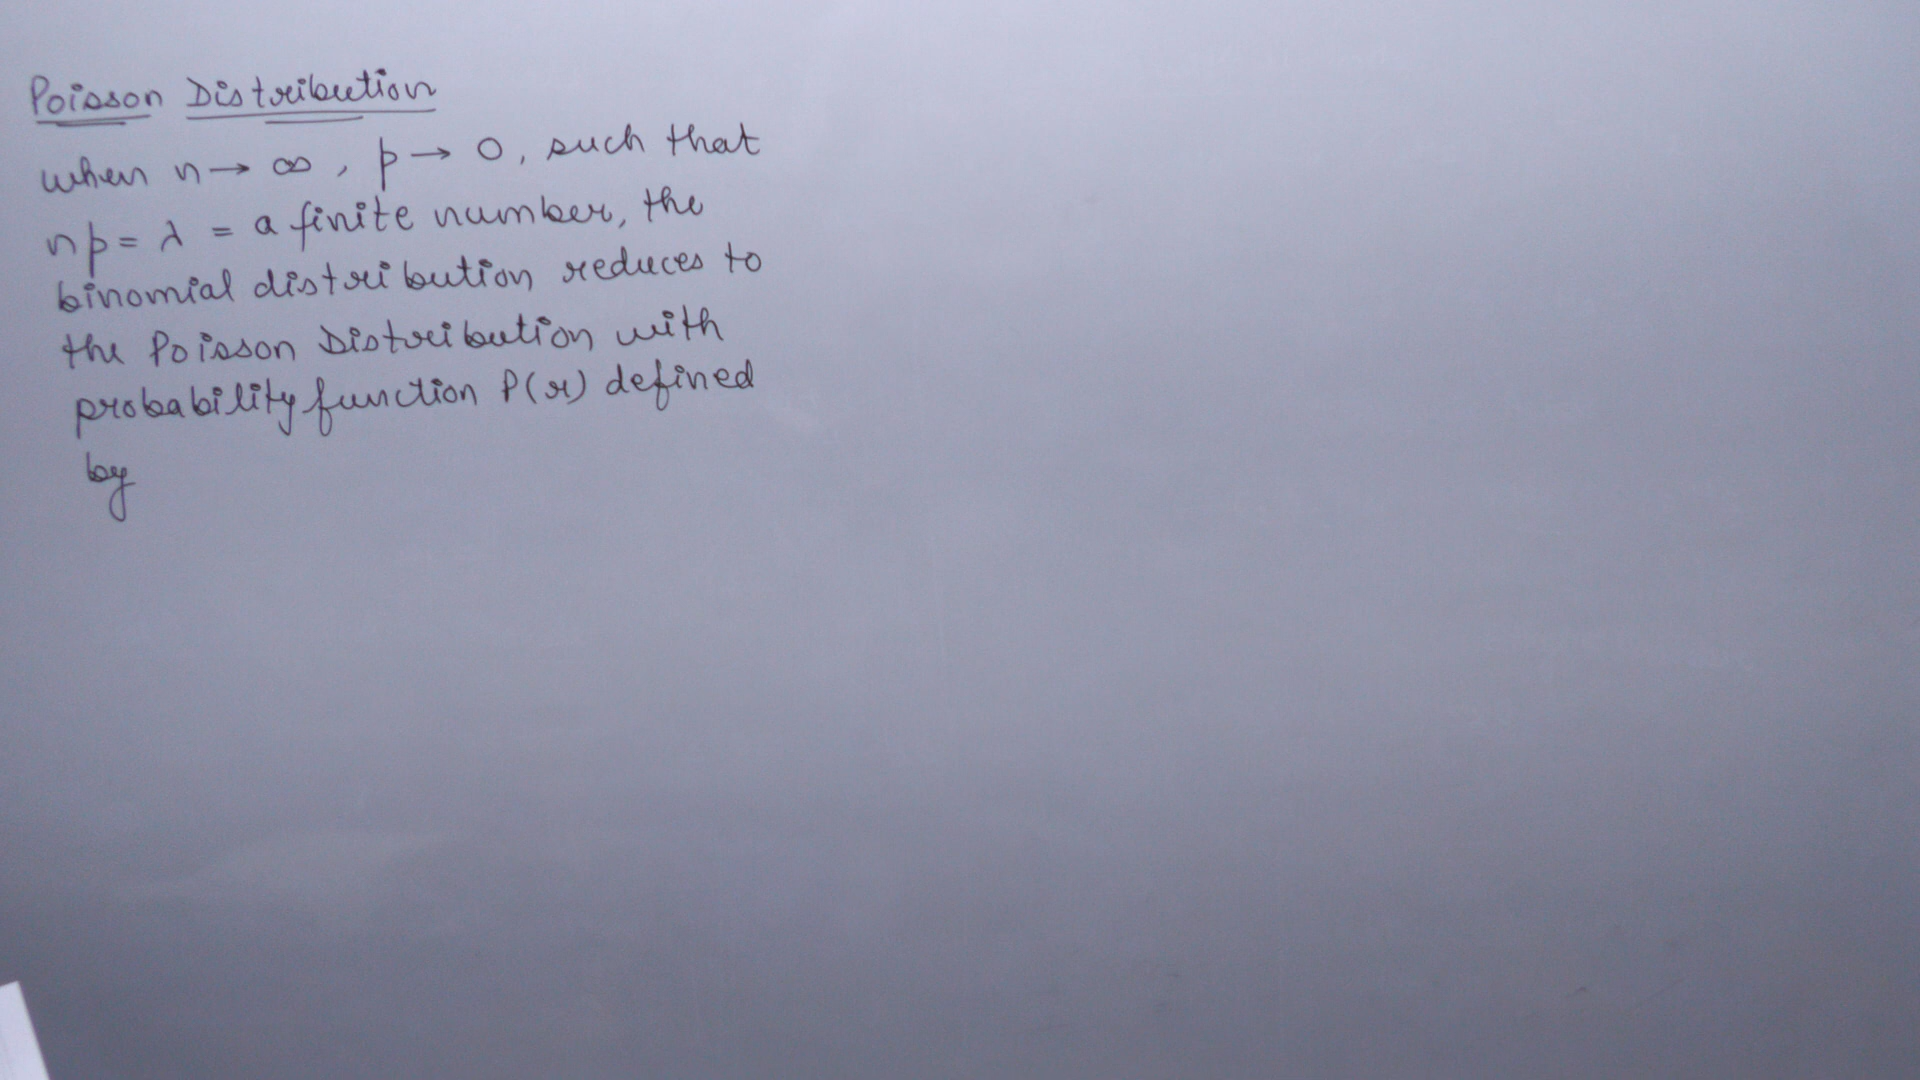 Poisson Distribution
when n → ∞, p → 0, such that
np = λ = a finite number, the
binomial distribution reduces to
the Poisson Distribution with
probability function P(r) defined
by